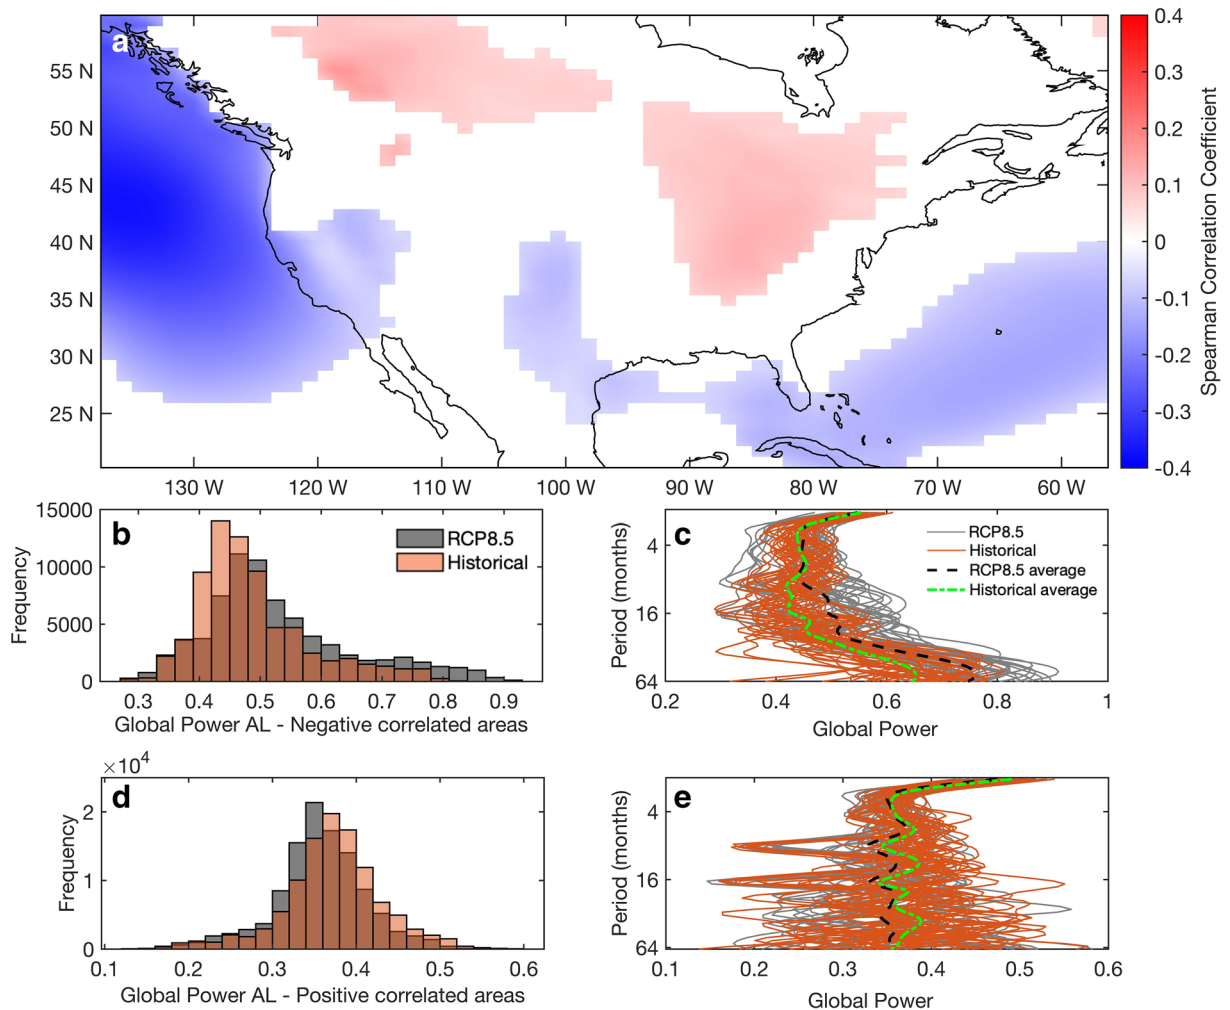 a
55 N
50 N
45 N
40 N
35 N
30 N
25 N
130 W
120 W
110 W
100 W
90 W
80 W
70 W
60 W
0.4
0.3
0.2
0.1
0
-0.1
-0.2
-0.3
-0.4
Spearman Correlation Coefficient
b
15000
10000
5000
0
Frequency
RCP8.5
Historical
0.3
0.4
0.5
0.6
0.7
0.8
0.9
Global Power AL - Negative correlated areas
c
4
16
64
Period (months)
RCP8.5
Historical
RCP8.5 average
Historical average
0.2
0.4
0.6
0.8
1
Global Power
d
×10⁴
2
1
0
Frequency
0.1
0.2
0.3
0.4
0.5
0.6
Global Power AL - Positive correlated areas
e
4
16
64
Period (months)
0.1
0.2
0.3
0.4
0.5
0.6
Global Power